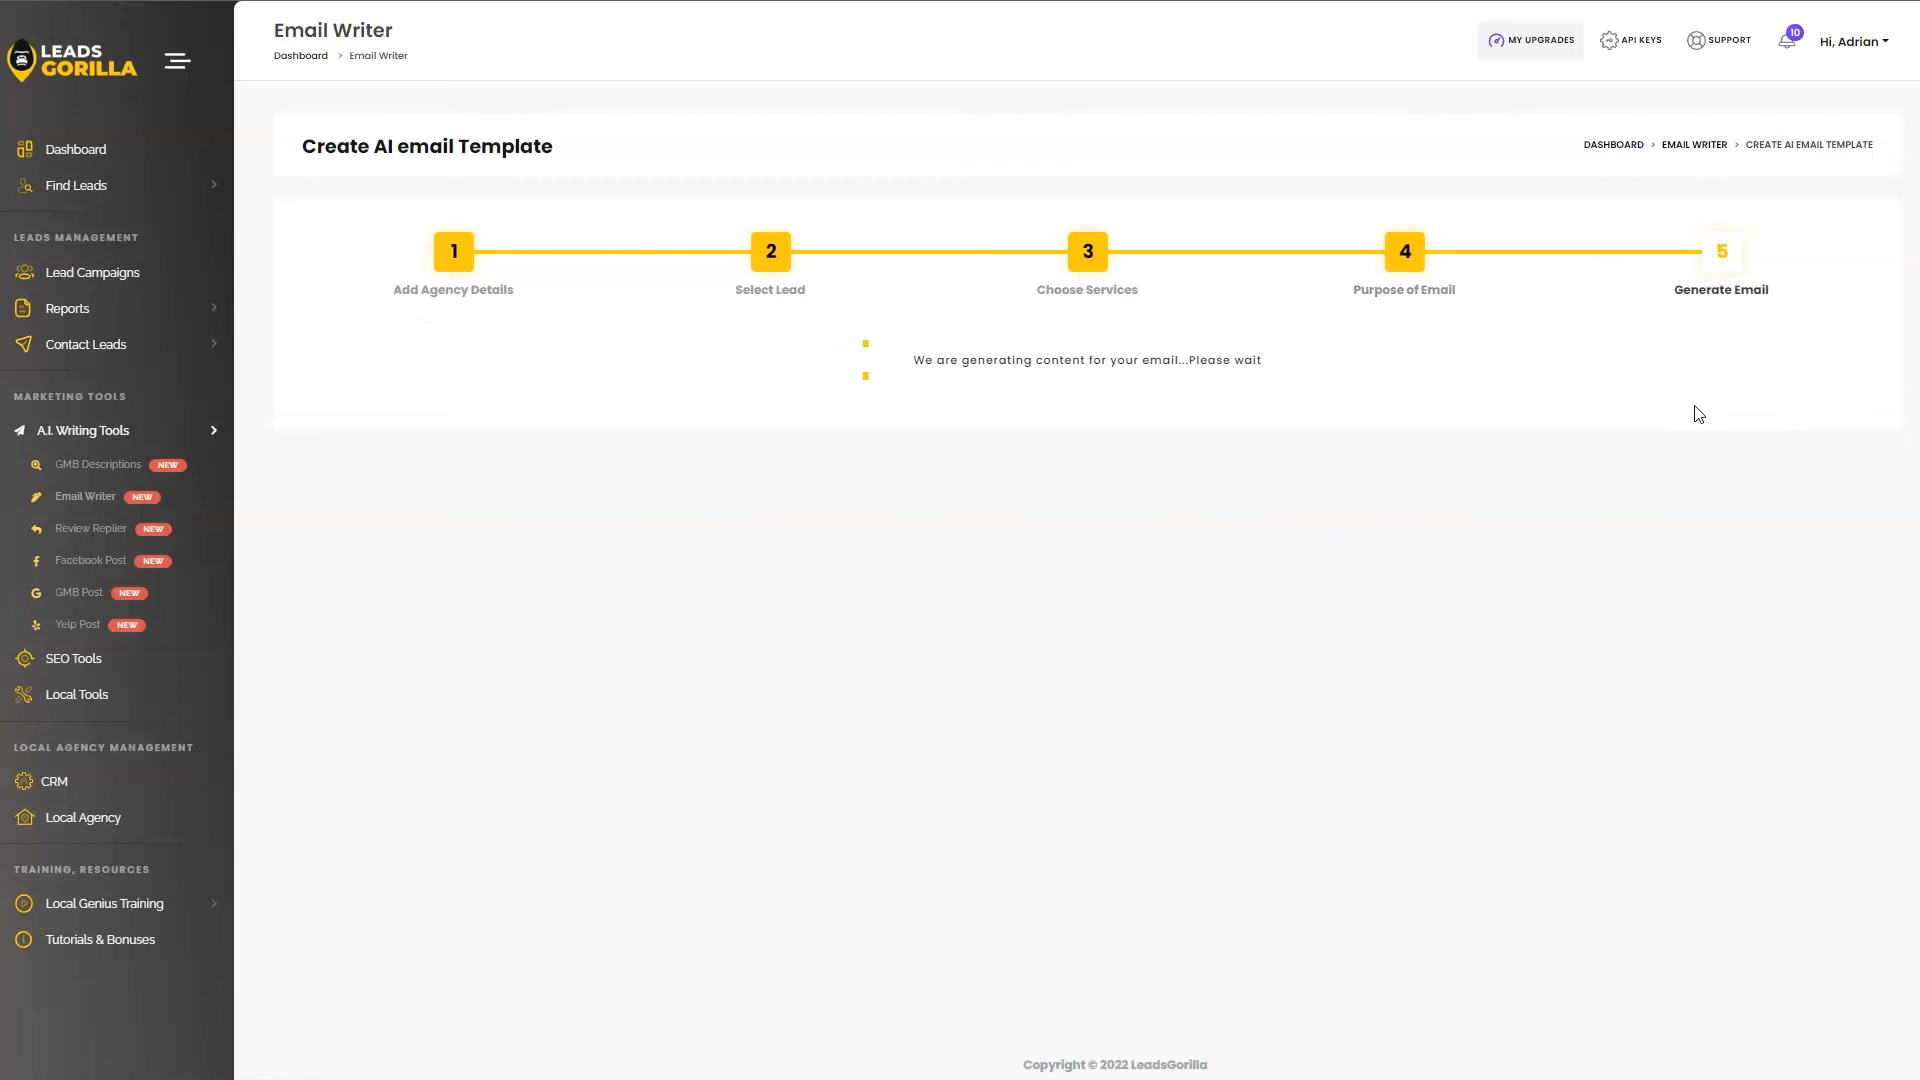 LEADS
GORILLA
Email Writer
Dashboard > Email Writer
MY UPGRADES
API KEYS
SUPPORT
10
Hi, Adrian
Dashboard
Find Leads
LEADS MANAGEMENT
Lead Campaigns
Reports
Contact Leads
MARKETING TOOLS
A.I. Writing Tools
GMB Descriptions NEW
Email Writer NEW
Review Replier NEW
Facebook Post NEW
GMB Post NEW
Yelp Post NEW
SEO Tools
Local Tools
LOCAL AGENCY MANAGEMENT
CRM
Local Agency
TRAINING, RESOURCES
Local Genius Training
Tutorials & Bonuses
Create AI email Template
DASHBOARD > EMAIL WRITER > CREATE AI EMAIL TEMPLATE
1
Add Agency Details
2
Select Lead
3
Choose Services
4
Purpose of Email
5
Generate Email
We are generating content for your email...Please wait
Copyright © 2022 LeadsGorilla